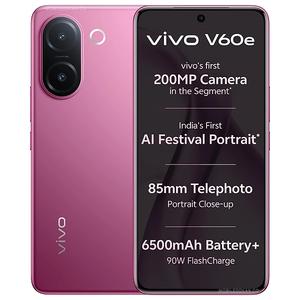 vivo
vivo V60e
vivo's first
200MP Camera
in the Segment*
India's First
AI Festival Portrait*
85mm Telephoto
Portrait Close-up
6500mAh Battery+
90W FlashCharge